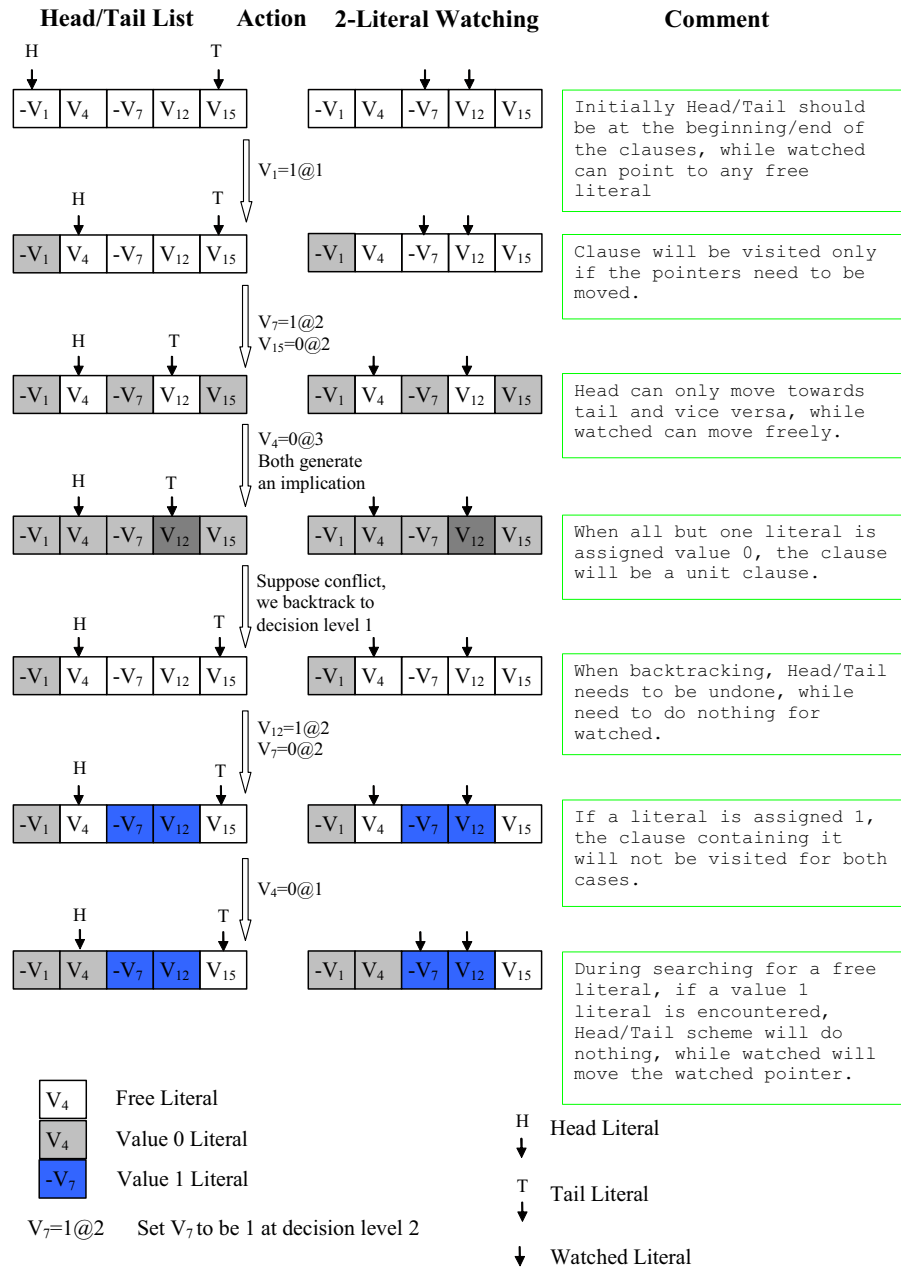 Head/Tail List Action 2-Literal Watching Comment
H T
-V₁ V₄ -V₇ V₁₂ V₁₅ -V₁ V₄ -V₇ V₁₂ V₁₅
Initially Head/Tail should
be at the beginning/end of
the clauses, while watched
can point to any free
literal
V₁=1@1
H T
-V₁ V₄ -V₇ V₁₂ V₁₅ -V₁ V₄ -V₇ V₁₂ V₁₅
Clause will be visited only
if the pointers need to be
moved.
V₇=1@2
V₁₅=0@2
H T
-V₁ V₄ -V₇ V₁₂ V₁₅ -V₁ V₄ -V₇ V₁₂ V₁₅
Head can only move towards
tail and vice versa, while
watched can move freely.
V₄=0@3
Both generate
an implication
H T
-V₁ V₄ -V₇ V₁₂ V₁₅ -V₁ V₄ -V₇ V₁₂ V₁₅
When all but one literal is
assigned value 0, the clause
will be a unit clause.
Suppose conflict,
we backtrack to
decision level 1
H T
-V₁ V₄ -V₇ V₁₂ V₁₅ -V₁ V₄ -V₇ V₁₂ V₁₅
When backtracking, Head/Tail
needs to be undone, while
need to do nothing for
watched.
V₁₂=1@2
V₇=0@2
H T
-V₁ V₄ -V₇ V₁₂ V₁₅ -V₁ V₄ -V₇ V₁₂ V₁₅
If a literal is assigned 1,
the clause containing it
will not be visited for both
cases.
V₄=0@1
H T
-V₁ V₄ -V₇ V₁₂ V₁₅ -V₁ V₄ -V₇ V₁₂ V₁₅
During searching for a free
literal, if a value 1
literal is encountered,
Head/Tail scheme will do
nothing, while watched will
move the watched pointer.
V₄ Free Literal
V₄ Value 0 Literal
-V₇ Value 1 Literal
V₇=1@2 Set V₇ to be 1 at decision level 2
H Head Literal
T Tail Literal
Watched Literal